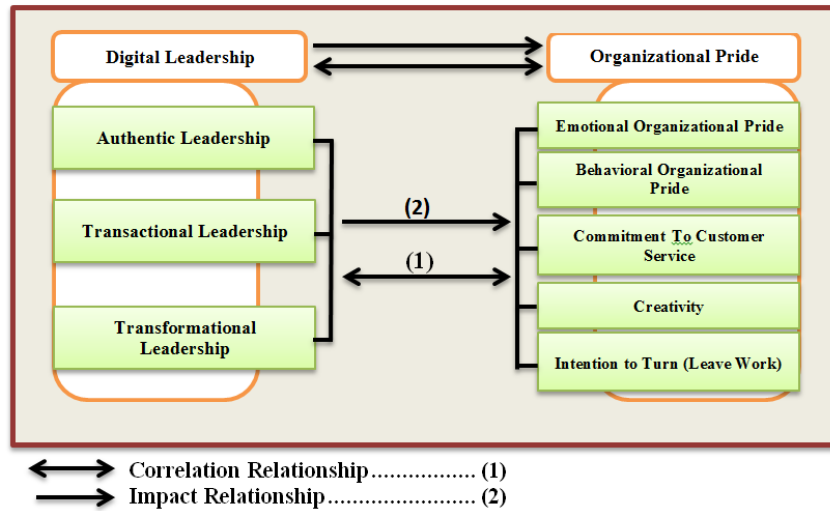 Digital Leadership
Organizational Pride
Authentic Leadership
Transactional Leadership
Transformational
Leadership
(2)
(1)
Emotional Organizational Pride
Behavioral Organizational
Pride
Commitment To Customer
Service
Creativity
Intention to Turn (Leave Work)
Correlation Relationship.................. (1)
Impact Relationship......................... (2)